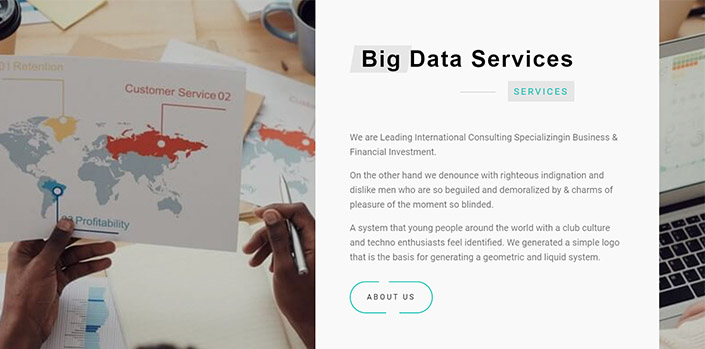 01 Retention
Customer Service 02
03 Profitability
Big Data Services
SERVICES
We are Leading International Consulting Specializingin Business &
Financial Investment.
On the other hand we denounce with righteous indignation and
dislike men who are so beguiled and demoralized by & charms of
pleasure of the moment so blinded.
A system that young people around the world with a club culture
and techno enthusiasts feel identified. We generated a simple logo
that is the basis for generating a geometric and liquid system.
ABOUT US